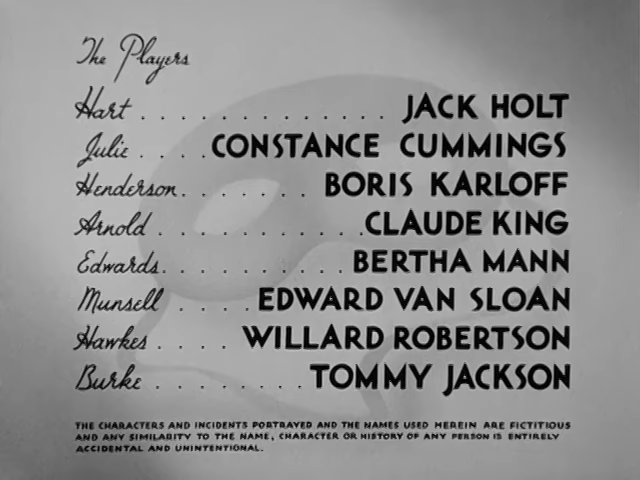 The Players
Hart . . . . . . . . . . . . . JACK HOLT
Julie . . . . CONSTANCE CUMMINGS
Henderson . . . . . . . BORIS KARLOFF
Arnold . . . . . . . . . . . . CLAUDE KING
Edwards . . . . . . . . . . BERTHA MANN
Munsell . . . . EDWARD VAN SLOAN
Hawkes . . . . WILLARD ROBERTSON
Burke . . . . . . . . TOMMY JACKSON
THE CHARACTERS AND INCIDENTS PORTRAYED AND THE NAMES USED HEREIN ARE FICTITIOUS
AND ANY SIMILARITY TO THE NAME, CHARACTER OR HISTORY OF ANY PERSON IS ENTIRELY
ACCIDENTAL AND UNINTENTIONAL.